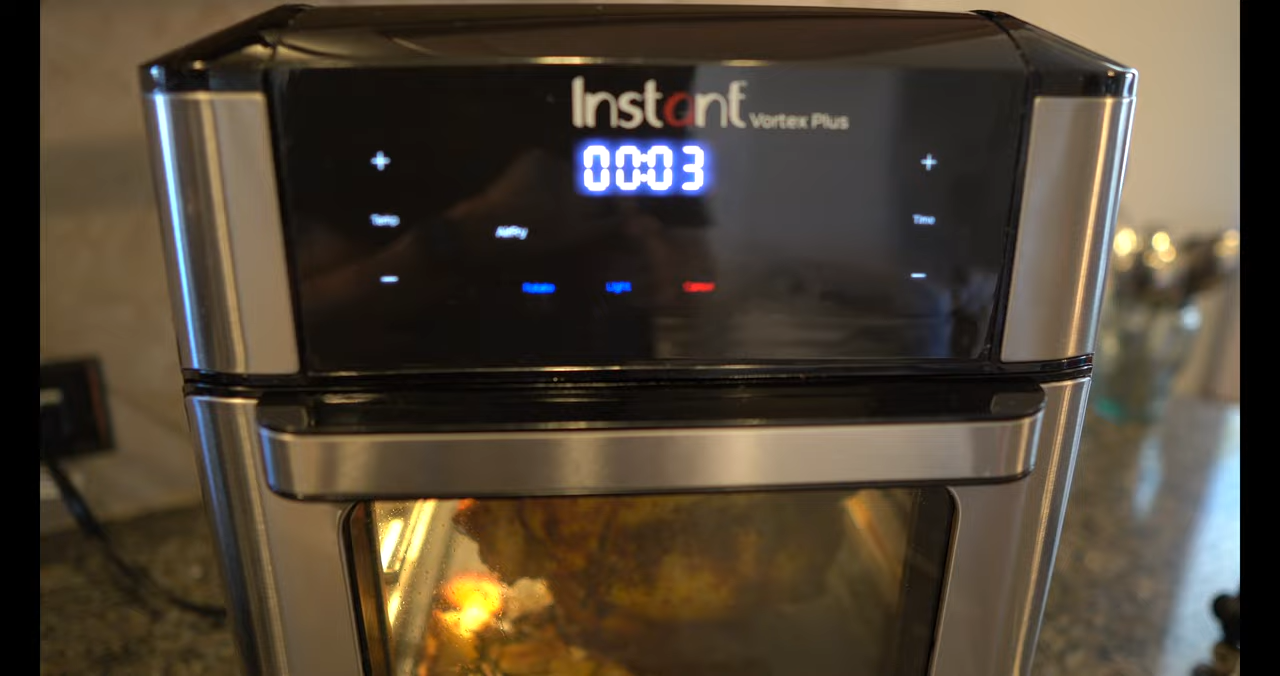 Instant Vortex Plus
00:03
+ +
Temp Time
AirFry
- -
Rotate Light Cancel